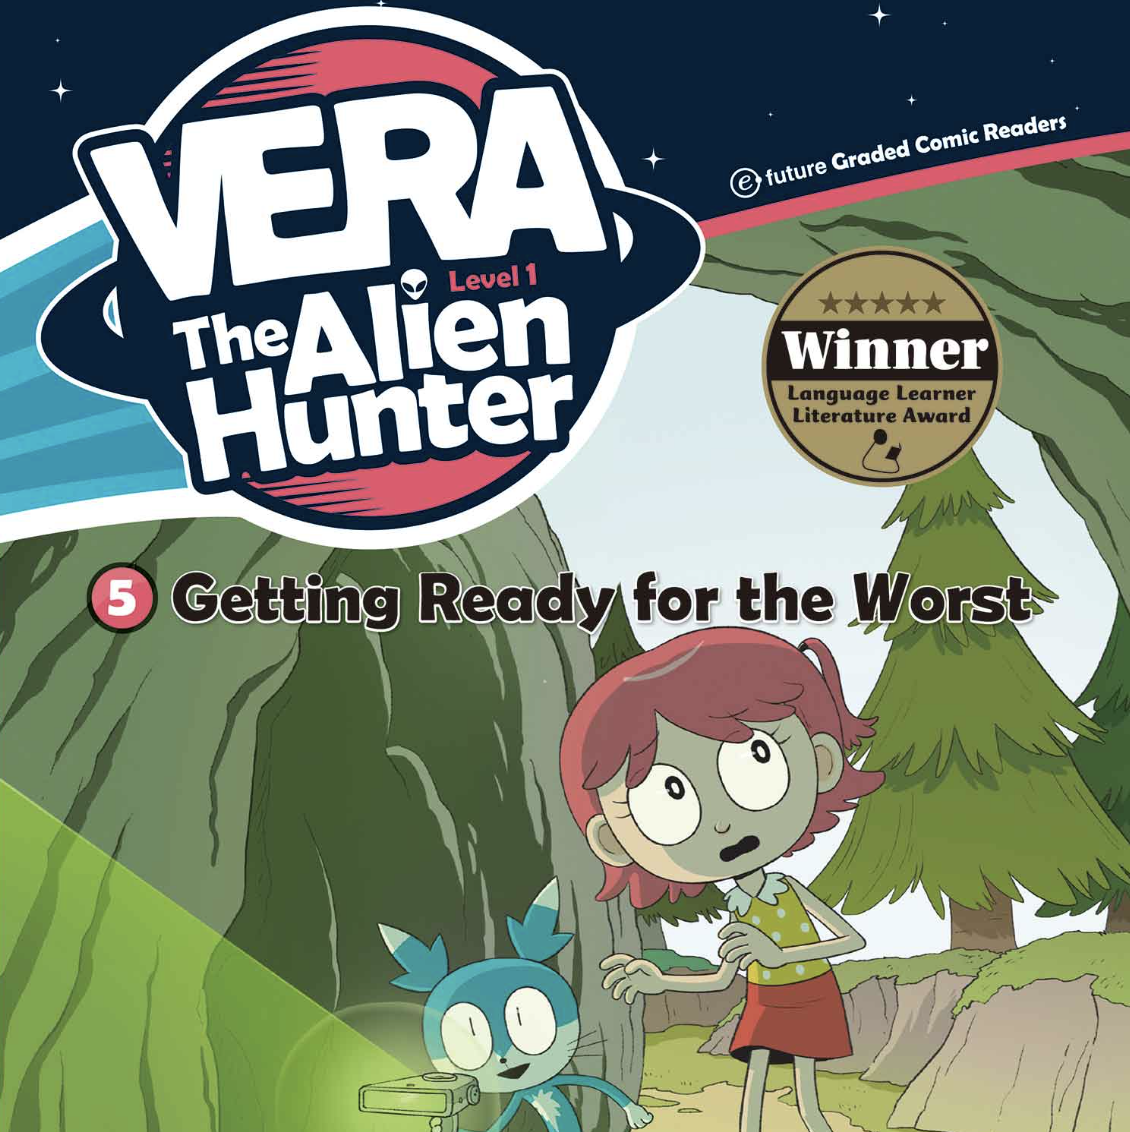 VERA
Level 1
The Alien
Hunter
e future Graded Comic Readers
Winner
Language Learner
Literature Award
5 Getting Ready for the Worst